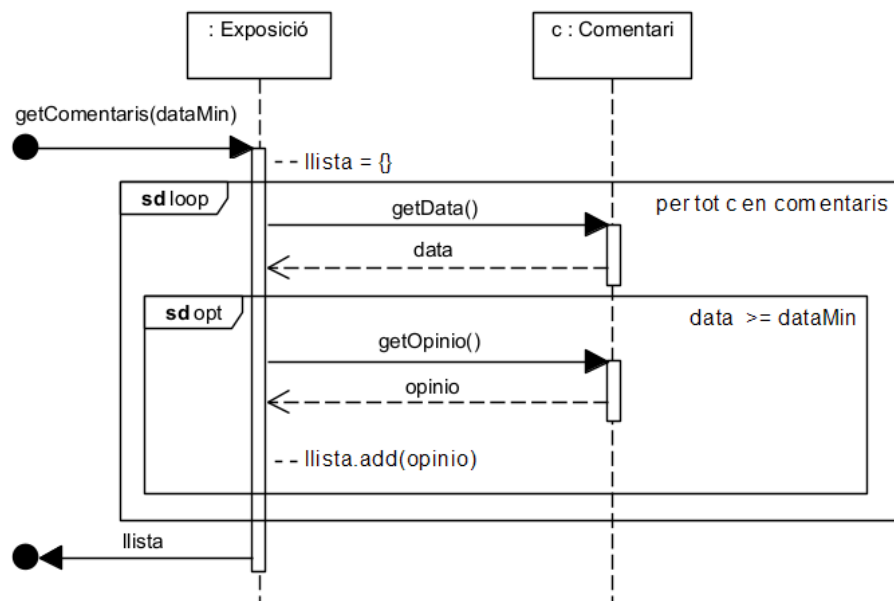 : Exposició
c : Comentari
getComentaris(dataMin)
-- llista = {}
sd loop
per tot c en comentaris
getData()
data
sd opt
data >= dataMin
getOpinio()
opinio
-- llista.add(opinio)
llista